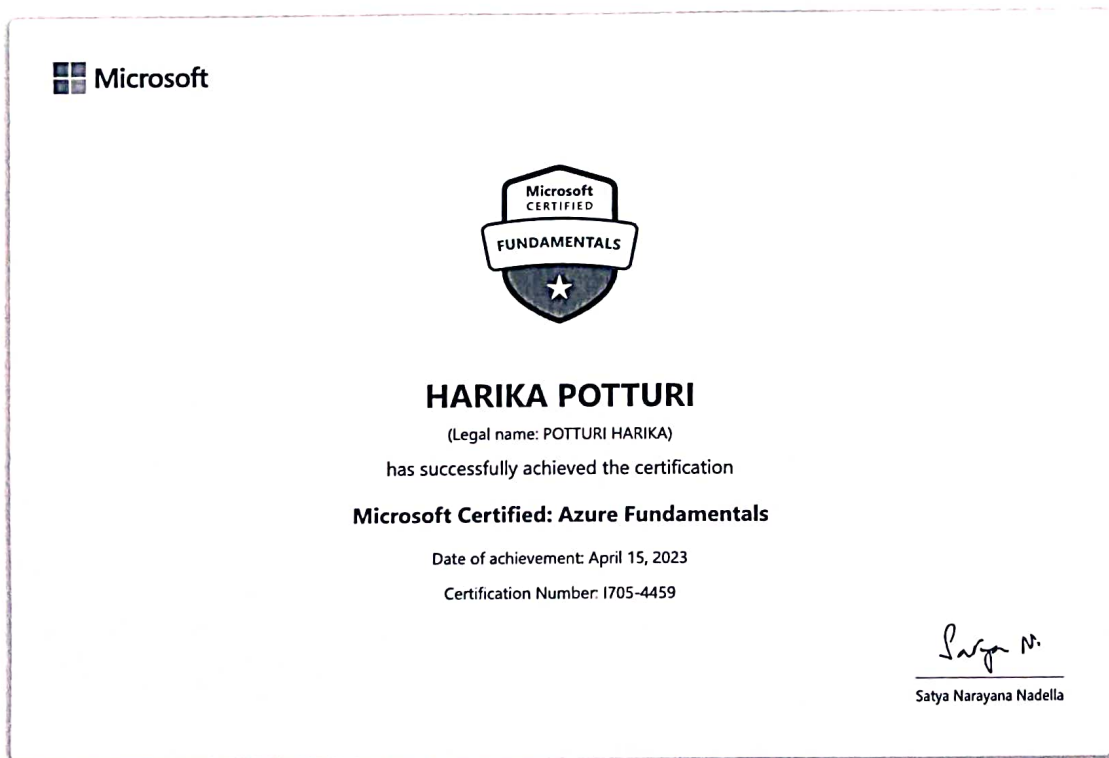 Microsoft
Microsoft
CERTIFIED
FUNDAMENTALS
HARIKA POTTURI
(Legal name: POTTURI HARIKA)
has successfully achieved the certification
Microsoft Certified: Azure Fundamentals
Date of achievement: April 15, 2023
Certification Number: I705-4459
Satya N.
Satya Narayana Nadella